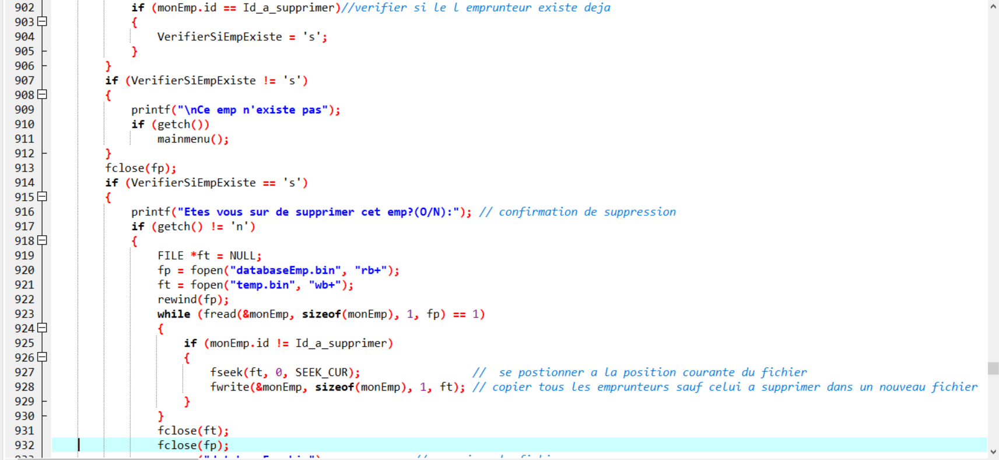 902 if (monEmp.id == Id_a_supprimer)//verifier si le l emprunteur existe deja
903 {
904 VerifierSiEmpExiste = 's';
905 }
906 }
907 if (VerifierSiEmpExiste != 's')
908 {
909 printf("\nCe emp n'existe pas");
910 if (getch())
911 mainmenu();
912 }
913 fclose(fp);
914 if (VerifierSiEmpExiste == 's')
915 {
916 printf("Etes vous sur de supprimer cet emp?(O/N):"); // confirmation de suppression
917 if (getch() != 'n')
918 {
919 FILE *ft = NULL;
920 fp = fopen("databaseEmp.bin", "rb+");
921 ft = fopen("temp.bin", "wb+");
922 rewind(fp);
923 while (fread(&monEmp, sizeof(monEmp), 1, fp) == 1)
924 {
925 if (monEmp.id != Id_a_supprimer)
926 {
927 fseek(ft, 0, SEEK_CUR); // se postionner a la position courante du fichier
928 fwrite(&monEmp, sizeof(monEmp), 1, ft); // copier tous les emprunteurs sauf celui a supprimer dans un nouveau fichier
929 }
930 }
931 fclose(ft);
932 fclose(fp);